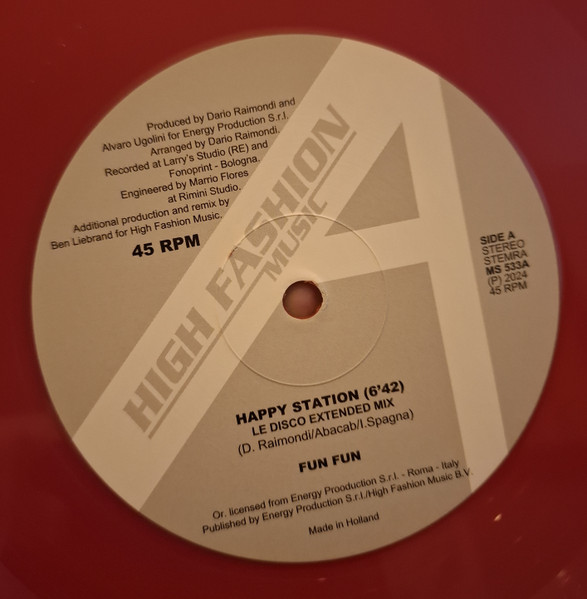 Produced by Dario Raimondi and
Alvaro Ugolini for Energy Production S.r.l.
Arranged by Dario Raimondi.
Recorded at Larry's Studio (RE) and
Fonoprint - Bologna.
Engineered by Marrio Flores
at Rimini Studio.
Additional production and remix by
Ben Liebrand for High Fashion Music.
45 RPM
HIGH FASHION
MUSIC
A
SIDE A
STEREO
STEMRA
MS 533A
(P) 2024
45 RPM
HAPPY STATION (6'42)
LE DISCO EXTENDED MIX
(D. Raimondi/Abacab/I.Spagna)
FUN FUN
Or. licensed from Energy Prooduction S.r.l. - Roma - Italy
Published by Energy Production S.r.l./High Fashion Music B.V.
Made in Holland